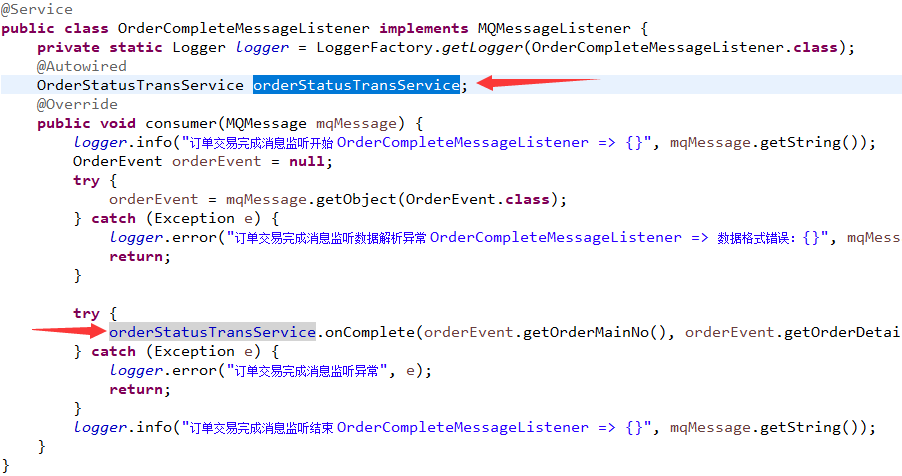 @Service
public class OrderCompleteMessageListener implements MQMessageListener {
    private static Logger logger = LoggerFactory.getLogger(OrderCompleteMessageListener.class);
    @Autowired
    OrderStatusTransService orderStatusTransService;
    @Override
    public void consumer(MQMessage mqMessage) {
        logger.info("订单交易完成消息监听开始 OrderCompleteMessageListener => {}", mqMessage.getString());
        OrderEvent orderEvent = null;
        try {
            orderEvent = mqMessage.getObject(OrderEvent.class);
        } catch (Exception e) {
            logger.error("订单交易完成消息监听数据解析异常 OrderCompleteMessageListener => 数据格式错误: {}", mqMess
            return;
        }
        try {
            orderStatusTransService.onComplete(orderEvent.getOrderMainNo(), orderEvent.getOrderDetai
        } catch (Exception e) {
            logger.error("订单交易完成消息监听异常", e);
            return;
        }
        logger.info("订单交易完成消息监听结束 OrderCompleteMessageListener => {}", mqMessage.getString());
    }
}